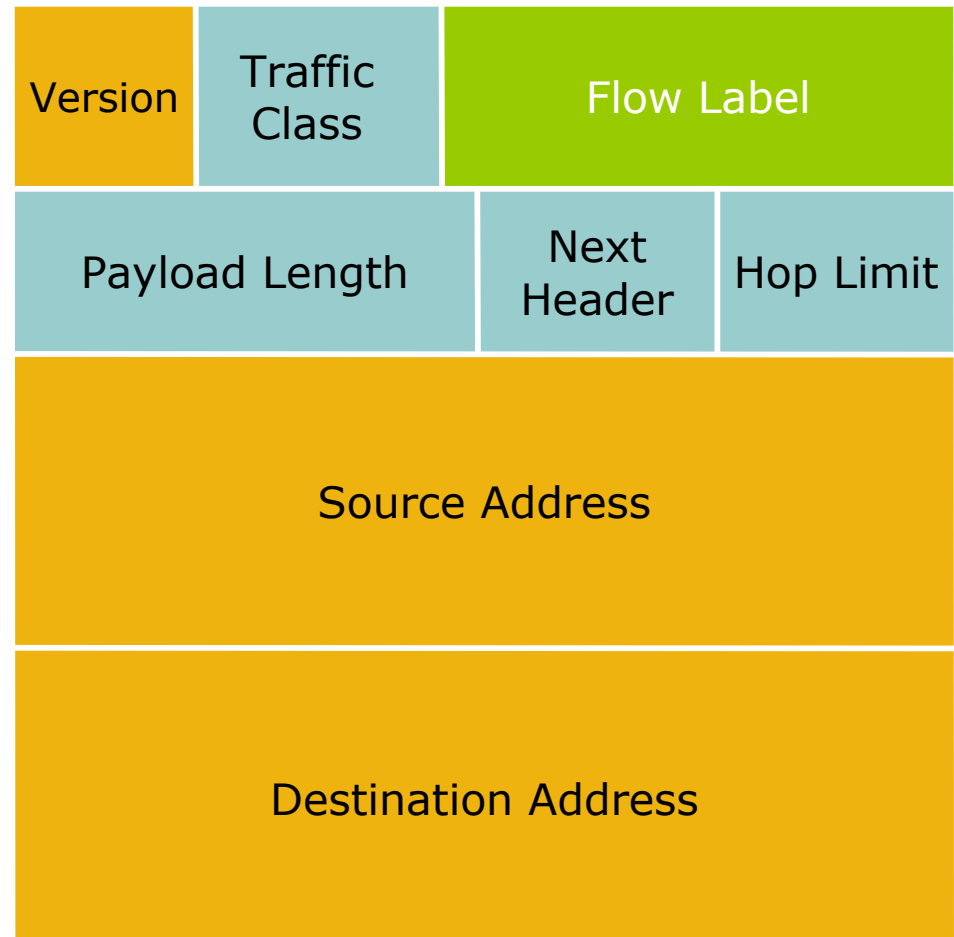 Version
Traffic
Class
Flow Label
Payload Length
Next
Header
Hop Limit
Source Address
Destination Address